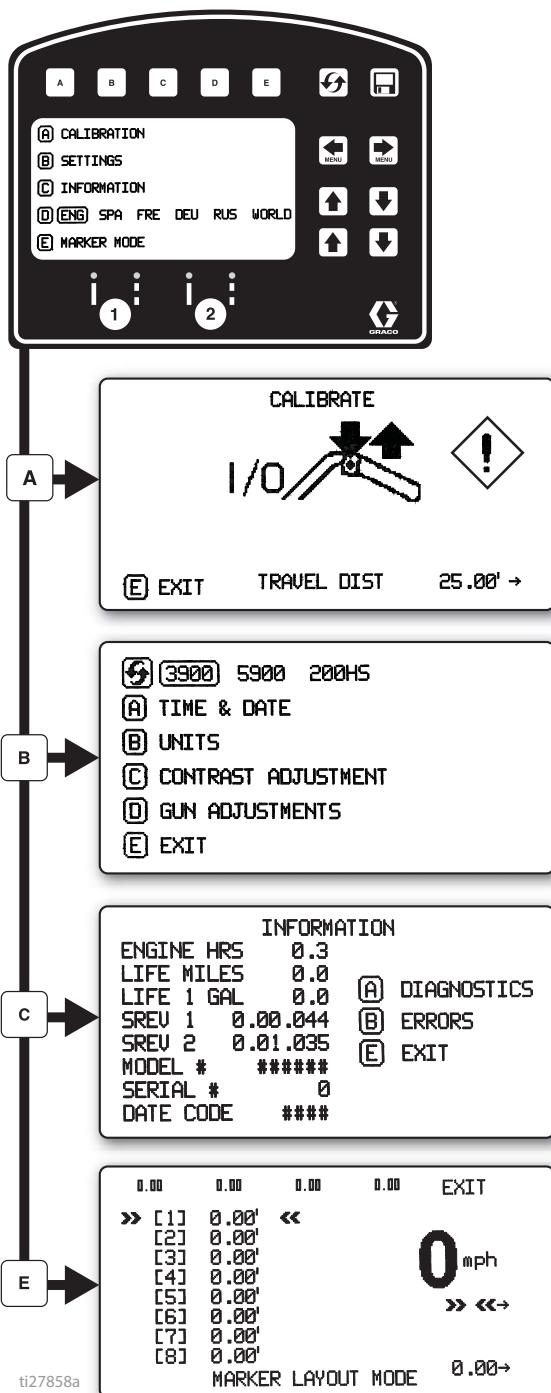 A B C D E
A CALIBRATION
B SETTINGS
C INFORMATION
D ENG SPA FRE DEU RUS WORLD
E MARKER MODE
MENU MENU
1 2
GRACO
A
CALIBRATE
I/O
!
E EXIT TRAVEL DIST 25.00' →
B
3900 5900 200HS
A TIME & DATE
B UNITS
C CONTRAST ADJUSTMENT
D GUN ADJUSTMENTS
E EXIT
C
INFORMATION
ENGINE HRS 0.3
LIFE MILES 0.0
LIFE 1 GAL 0.0
SREV 1 0.00.044
SREV 2 0.01.035
MODEL # ######
SERIAL # 0
DATE CODE ####
A DIAGNOSTICS
B ERRORS
E EXIT
E
0.00 0.00 0.00 0.00 EXIT
>> [1] 0.00' <<
[2] 0.00'
[3] 0.00'
[4] 0.00'
[5] 0.00'
[6] 0.00'
[7] 0.00'
[8] 0.00'
0 mph
>> <<→
MARKER LAYOUT MODE 0.00→
ti27858a